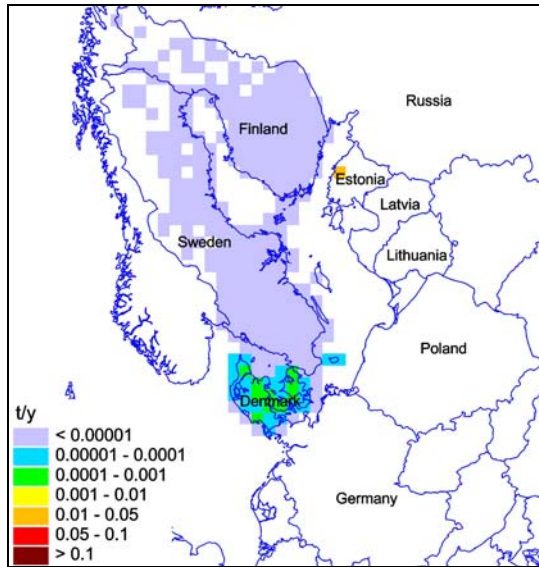 Russia
Finland
Estonia
Latvia
Sweden
Lithuania
Poland
Denmark
Germany
t/y
< 0.00001
0.00001 - 0.0001
0.0001 - 0.001
0.001 - 0.01
0.01 - 0.05
0.05 - 0.1
> 0.1